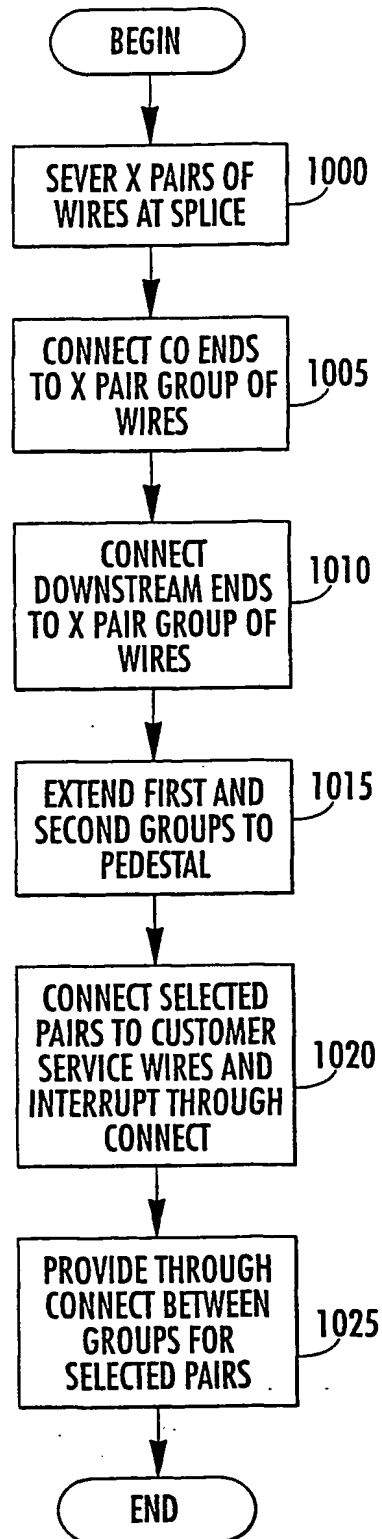 BEGIN
SEVER X PAIRS OF
WIRES AT SPLICE
1000
CONNECT CO ENDS
TO X PAIR GROUP OF
WIRES
1005
CONNECT
DOWNSTREAM ENDS
TO X PAIR GROUP OF
WIRES
1010
EXTEND FIRST AND
SECOND GROUPS TO
PEDESTAL
1015
CONNECT SELECTED
PAIRS TO CUSTOMER
SERVICE WIRES AND
INTERRUPT THROUGH
CONNECT
1020
PROVIDE THROUGH
CONNECT BETWEEN
GROUPS FOR
SELECTED PAIRS
1025
END